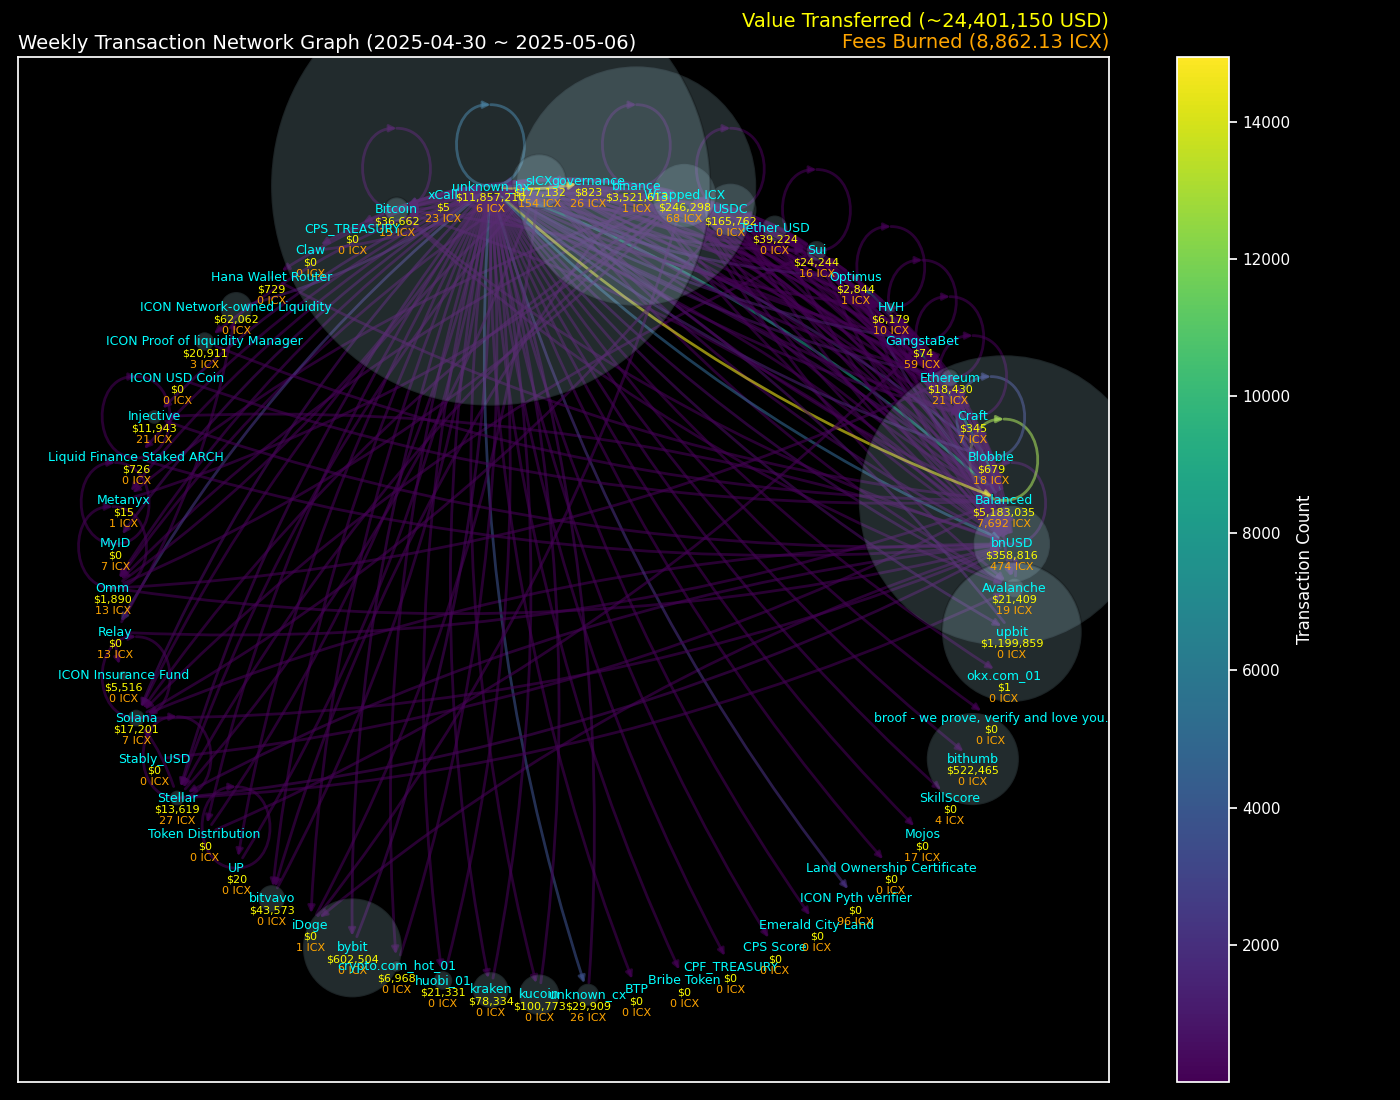 Value Transferred (~24,401,150 USD)
Weekly Transaction Network Graph (2025-04-30 ~ 2025-05-06)
Fees Burned (8,862.13 ICX)
unknown_hx
$11,857,210
6 ICX
sICX
$177,132
154 ICX
governance
$823
26 ICX
binance
$3,521,613
1 ICX
Wrapped ICX
$246,298
68 ICX
USDC
$165,762
0 ICX
Tether USD
$39,224
0 ICX
Sui
$24,244
16 ICX
Optimus
$2,844
1 ICX
HVH
$6,179
10 ICX
GangstaBet
$74
59 ICX
Ethereum
$18,430
21 ICX
Craft
$345
7 ICX
Blobble
$679
18 ICX
Balanced
$5,183,035
7,692 ICX
bnUSD
$358,816
474 ICX
Avalanche
$21,409
19 ICX
upbit
$1,199,859
0 ICX
okx.com_01
$1
0 ICX
broof - we prove, verify and love you.
$0
0 ICX
bithumb
$522,465
0 ICX
SkillScore
$0
4 ICX
Mojos
$0
17 ICX
Land Ownership Certificate
$0
0 ICX
ICON Pyth verifier
$0
96 ICX
Emerald City Land
$0
0 ICX
CPS Score
$0
0 ICX
CPF_TREASURY
$0
0 ICX
Bribe Token
$0
0 ICX
BTP
$0
0 ICX
unknown_cx
$29,909
26 ICX
kucoin
$100,773
0 ICX
kraken
$78,334
0 ICX
huobi_01
$21,331
0 ICX
crypto.com_hot_01
$6,968
0 ICX
bybit
$602,504
0 ICX
iDoge
$0
1 ICX
bitvavo
$43,573
0 ICX
UP
$20
0 ICX
Token Distribution
$0
0 ICX
Stellar
$13,619
27 ICX
Stably_USD
$0
0 ICX
Solana
$17,201
7 ICX
ICON Insurance Fund
$5,516
0 ICX
Relay
$0
13 ICX
Omm
$1,890
13 ICX
MyID
$0
7 ICX
Metanyx
$15
1 ICX
Liquid Finance Staked ARCH
$726
0 ICX
Injective
$11,943
21 ICX
ICON USD Coin
$0
0 ICX
ICON Proof of liquidity Manager
$20,911
3 ICX
ICON Network-owned Liquidity
$62,062
0 ICX
Hana Wallet Router
$729
0 ICX
Claw
$0
0 ICX
CPS_TREASURY
$0
0 ICX
Bitcoin
$36,662
ICX
xCall
$5
23 ICX
14000
12000
10000
8000
6000
4000
2000
Transaction Count